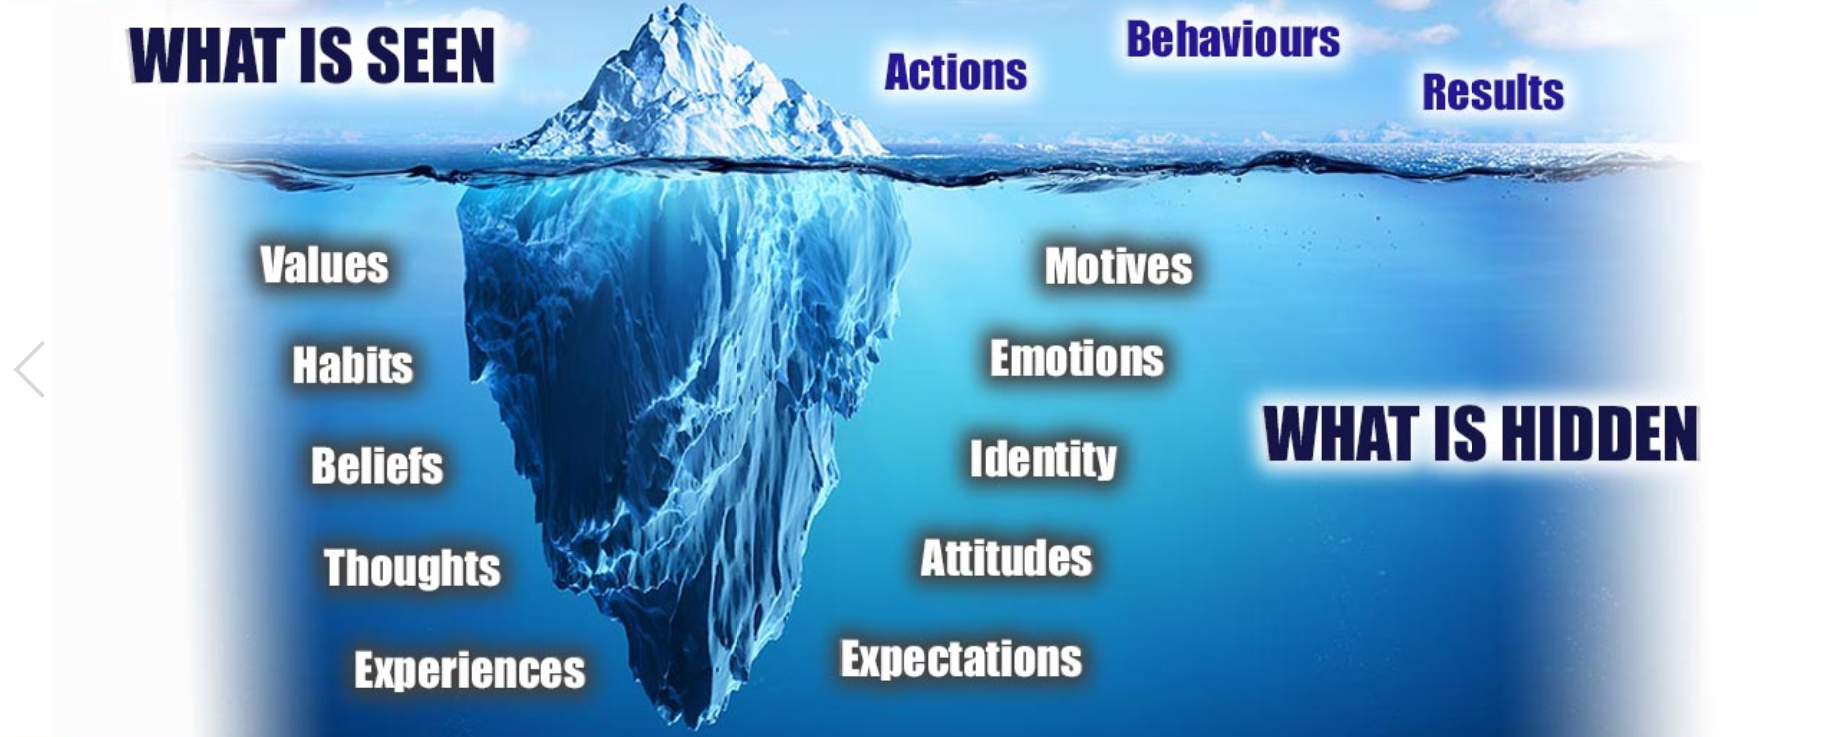 WHAT IS SEEN
Actions
Behaviours
Results
Values
Motives
Habits
Emotions
Beliefs
Identity
WHAT IS HIDDEN
Thoughts
Attitudes
Experiences
Expectations